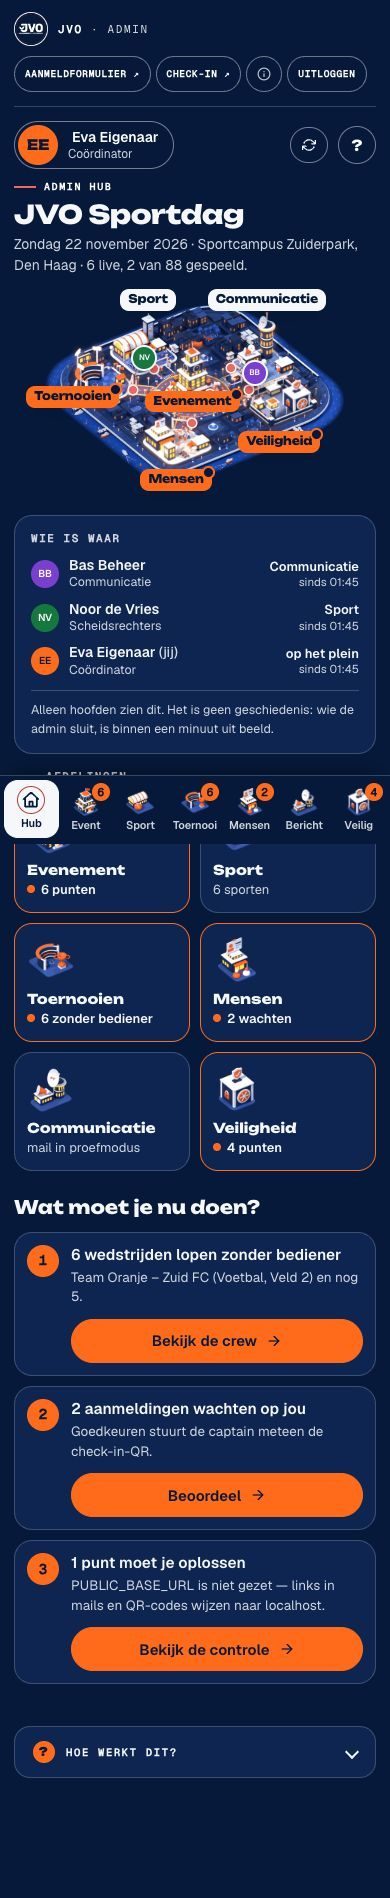 JVO
JVO · ADMIN
AANMELDFORMULIER ↗
CHECK-IN ↗
UITLOGGEN
EE
Eva Eigenaar
Coördinator
?
ADMIN HUB
JVO Sportdag
Zondag 22 november 2026 · Sportcampus Zuiderpark,
Den Haag · 6 live, 2 van 88 gespeeld.
Sport
Communicatie
NV
BB
Toernooien
Evenement
Veiligheid
Mensen
WIE IS WAAR
BB
Bas Beheer
Communicatie
Communicatie
sinds 01:45
NV
Noor de Vries
Scheidsrechters
Sport
sinds 01:45
EE
Eva Eigenaar (jij)
Coördinator
op het plein
sinds 01:45
Alleen hoofden zien dit. Het is geen geschiedenis: wie de
admin sluit, is binnen een minuut uit beeld.
AFDELINGEN
Hub
6
Event
Sport
6
Toernooi
2
Mensen
Bericht
4
Veilig
Evenement
6 punten
Sport
6 sporten
Toernooien
6 zonder bediener
Mensen
2 wachten
Communicatie
mail in proefmodus
Veiligheid
4 punten
Wat moet je nu doen?
1
6 wedstrijden lopen zonder bediener
Team Oranje – Zuid FC (Voetbal, Veld 2) en nog
5.
Bekijk de crew →
2
2 aanmeldingen wachten op jou
Goedkeuren stuurt de captain meteen de
check-in-QR.
Beoordeel →
3
1 punt moet je oplossen
PUBLIC_BASE_URL is niet gezet — links in
mails en QR-codes wijzen naar localhost.
Bekijk de controle →
?
HOE WERKT DIT?